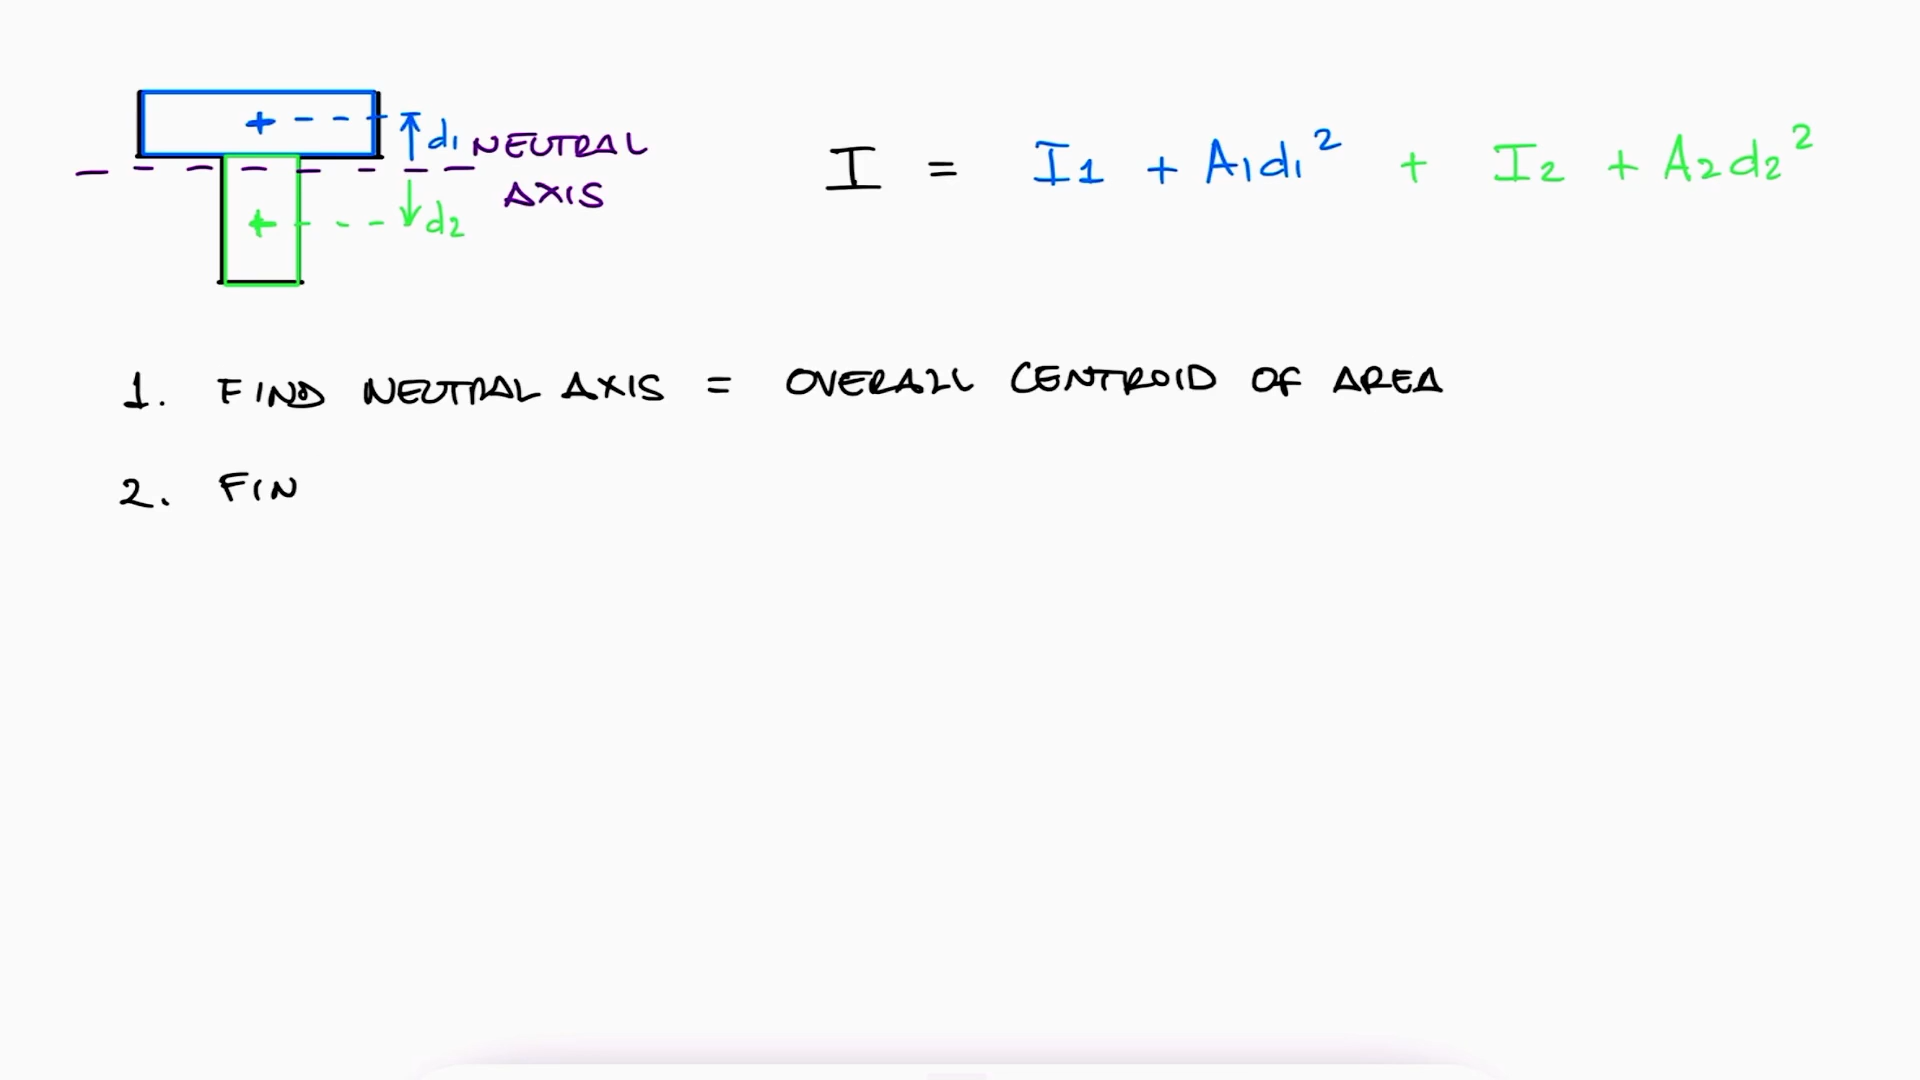 d₁ NEUTRAL
AXIS
d₂
I = I₁ + A₁d₁² + I₂ + A₂d₂²
1. FIND NEUTRAL AXIS = OVERALL CENTROID OF AREA
2. FIN